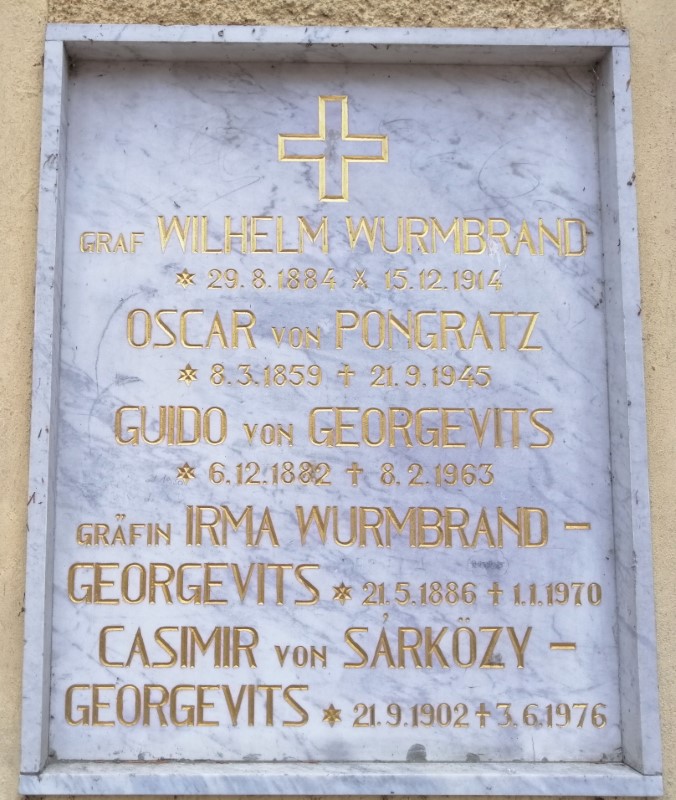 GRAF WILHELM WURMBRAND
* 29.8.1884 ⚔ 15.12.1914
OSCAR VON PONGRATZ
* 8.3.1859 † 21.9.1945
GUIDO VON GEORGEVITS
* 6.12.1882 † 8.2.1963
GRÄFIN IRMA WURMBRAND –
GEORGEVITS * 21.5.1886 † 1.1.1970
CASIMIR VON SÁRKÖZY –
GEORGEVITS * 21.9.1902 † 3.6.1976